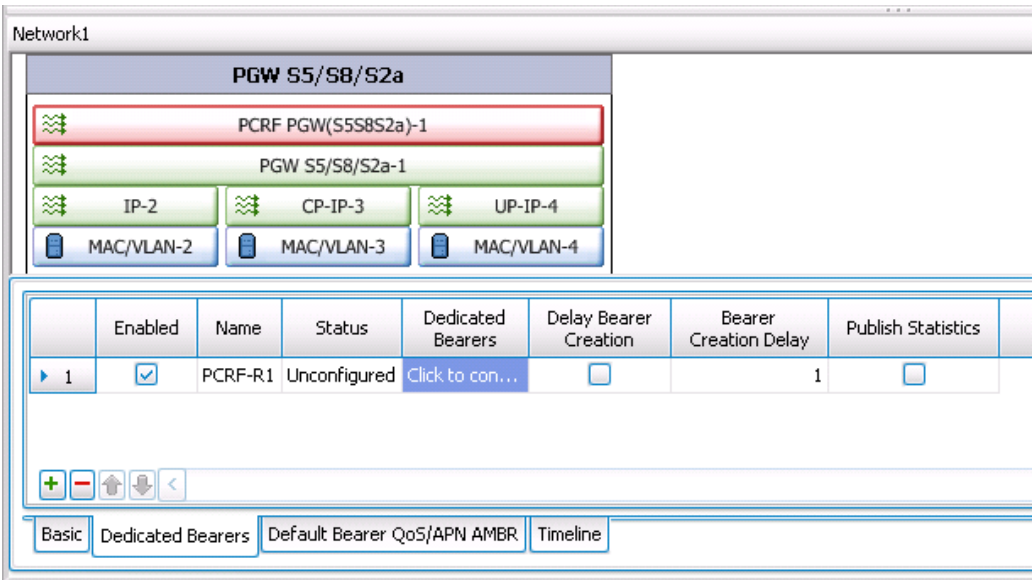 Network1
PGW S5/S8/S2a
PCRF PGW(S5S8S2a)-1
PGW S5/S8/S2a-1
IP-2 CP-IP-3 UP-IP-4
MAC/VLAN-2 MAC/VLAN-3 MAC/VLAN-4
Enabled Name Status Dedicated Bearers Delay Bearer Creation Bearer Creation Delay Publish Statistics
1 PCRF-R1 Unconfigured Click to con... 1
Basic Dedicated Bearers Default Bearer QoS/APN AMBR Timeline